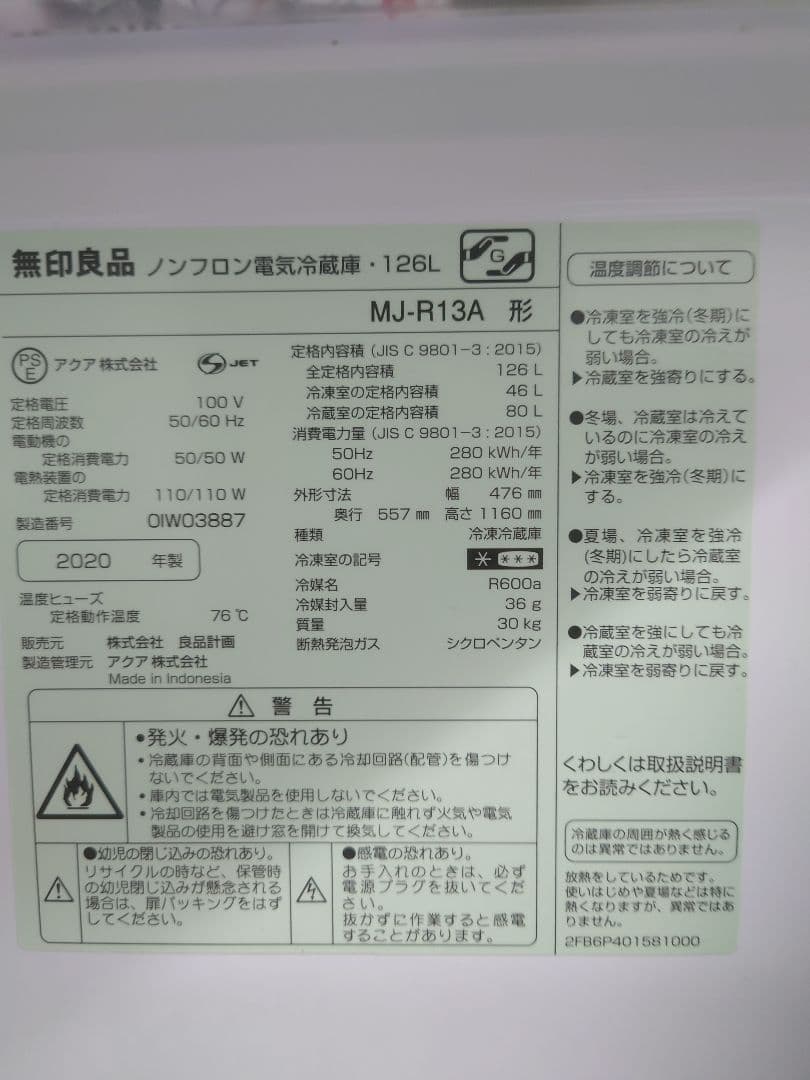 無印良品 ノンフロン電気冷蔵庫・126L
G
MJ-R13A 形
PS E アクア株式会社 JET
定格電圧 100 V
定格周波数 50/60 Hz
電動機の
定格消費電力 50/50 W
電熱装置の
定格消費電力 110/110 W
製造番号 OIW03887
2020 年製
温度ヒューズ
定格動作温度 76 ℃
販売元 株式会社 良品計画
製造管理元 アクア株式会社
Made in Indonesia
定格内容積 (JIS C 9801-3 : 2015)
全定格内容積 126 L
冷凍室の定格内容積 46 L
冷蔵室の定格内容積 80 L
消費電力量 (JIS C 9801-3 : 2015)
50Hz 280 kWh/年
60Hz 280 kWh/年
外形寸法 幅 476 ㎜
奥行 557 ㎜ 高さ 1160 ㎜
種類 冷凍冷蔵庫
冷凍室の記号
冷媒名 R600a
冷媒封入量 36 g
質量 30 kg
断熱発泡ガス シクロペンタン
警 告
●発火・爆発の恐れあり
・冷蔵庫の背面や側面にある冷却回路(配管)を傷つけ
ないでください。
・庫内では電気製品を使用しないでください。
・冷却回路を傷つけたときは冷蔵庫に触れず火気や電気
製品の使用を避け窓を開けて換気してください。
●幼児の閉じ込みの恐れあり。
リサイクルの時など、保管時
の幼児閉じ込みが懸念される
場合は、扉パッキングをはず
してください。
●感電の恐れあり。
お手入れのときは、必ず
電源プラグを抜いてくだ
さい。
抜かずに作業すると感電
することがあります。
温度調節について
●冷凍室を強冷(冬期)に
しても冷凍室の冷えが
弱い場合。
▶冷蔵室を強寄りにする。
●冬場、冷蔵室は冷えて
いるのに冷凍室の冷え
が弱い場合。
▶冷凍室を強冷(冬期)に
する。
●夏場、冷凍室を強冷
(冬期)にしたら冷蔵室
の冷えが弱い場合。
▶冷凍室を弱寄りに戻す。
●冷蔵室を強にしても冷
蔵室の冷えが弱い場合。
▶冷凍室を弱寄りに戻す。
くわしくは取扱説明書
をお読みください。
冷蔵庫の周囲が熱く感じる
のは異常ではありません。
放熱をしているためです。
使いはじめや夏場などは特に
熱くなりますが、異常ではあ
りません。
2FB6P401581000